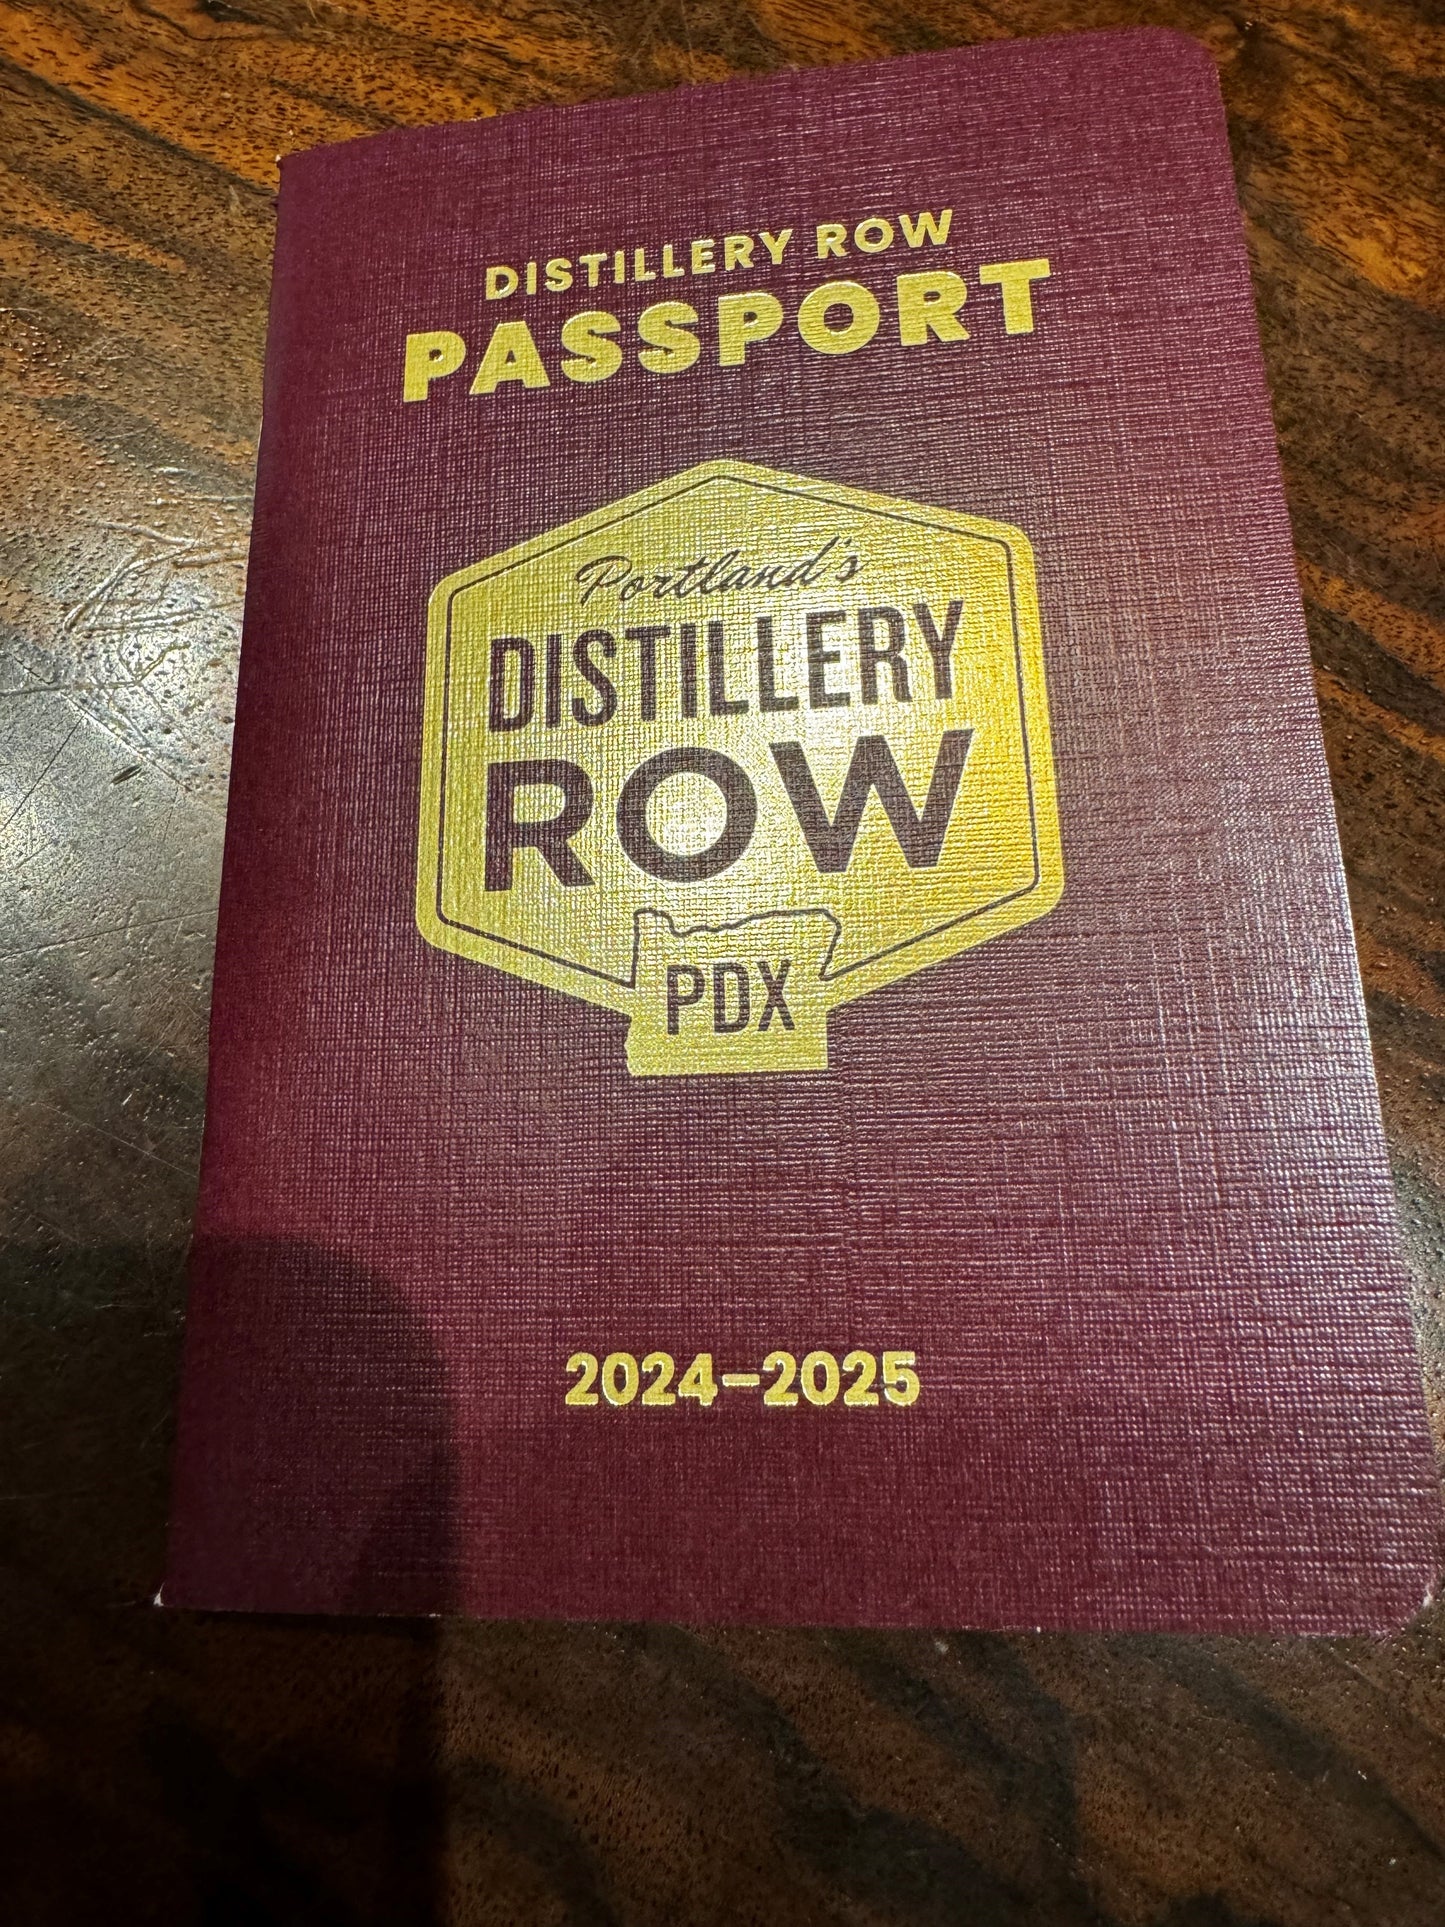 DISTILLERY ROW
PASSPORT
Portland's
DISTILLERY
ROW
PDX
2024–2025